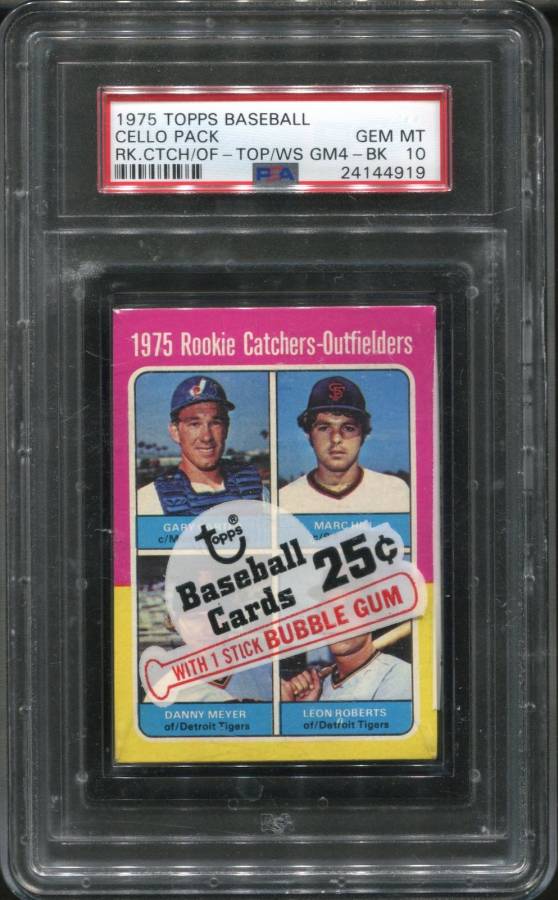 1975 TOPPS BASEBALL
CELLO PACK GEM MT
RK.CTCH/OF-TOP/WS GM4-BK 10
PSA 24144919
1975 Rookie Catchers-Outfielders
GARY
MARC
c/M
topps®
Baseball
Cards 25¢
WITH 1 STICK BUBBLE GUM
DANNY MEYER
of/Detroit Tigers
LEON ROBERTS
of/Detroit Tigers